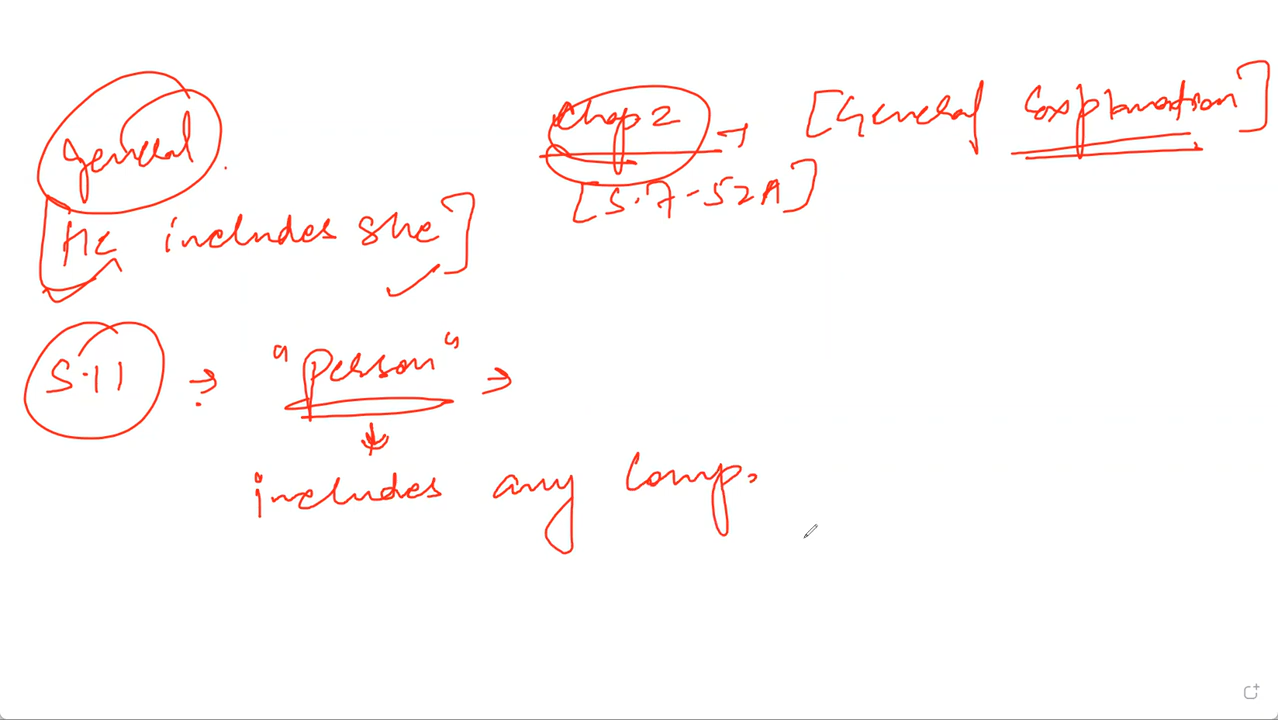 General
Chap 2 → [General Explanation]
[S.7-52A]
[He includes she]
S.11 → "Person" →
includes any Comp.